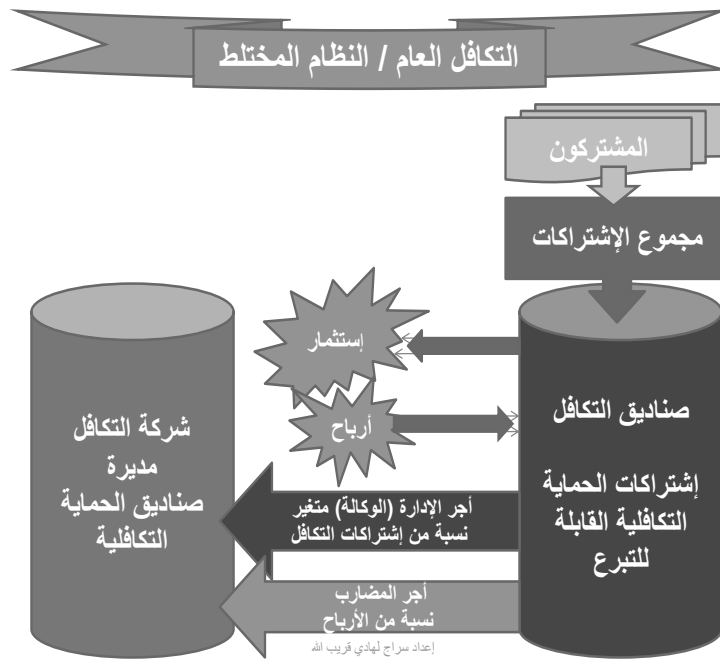 التكافل العام / النظام المختلط
المشتركون
مجموع الإشتراكات
إستثمار
أرباح
صناديق التكافل
إشتراكات الحماية
التكافلية القابلة
للتبرع
شركة التكافل
مديرة
صناديق الحماية
التكافلية
أجر الإدارة (الوكالة) متغير
نسبة من إشتراكات التكافل
أجر المضارب
نسبة من الأرباح
إعداد سراج لهادي قريب الله